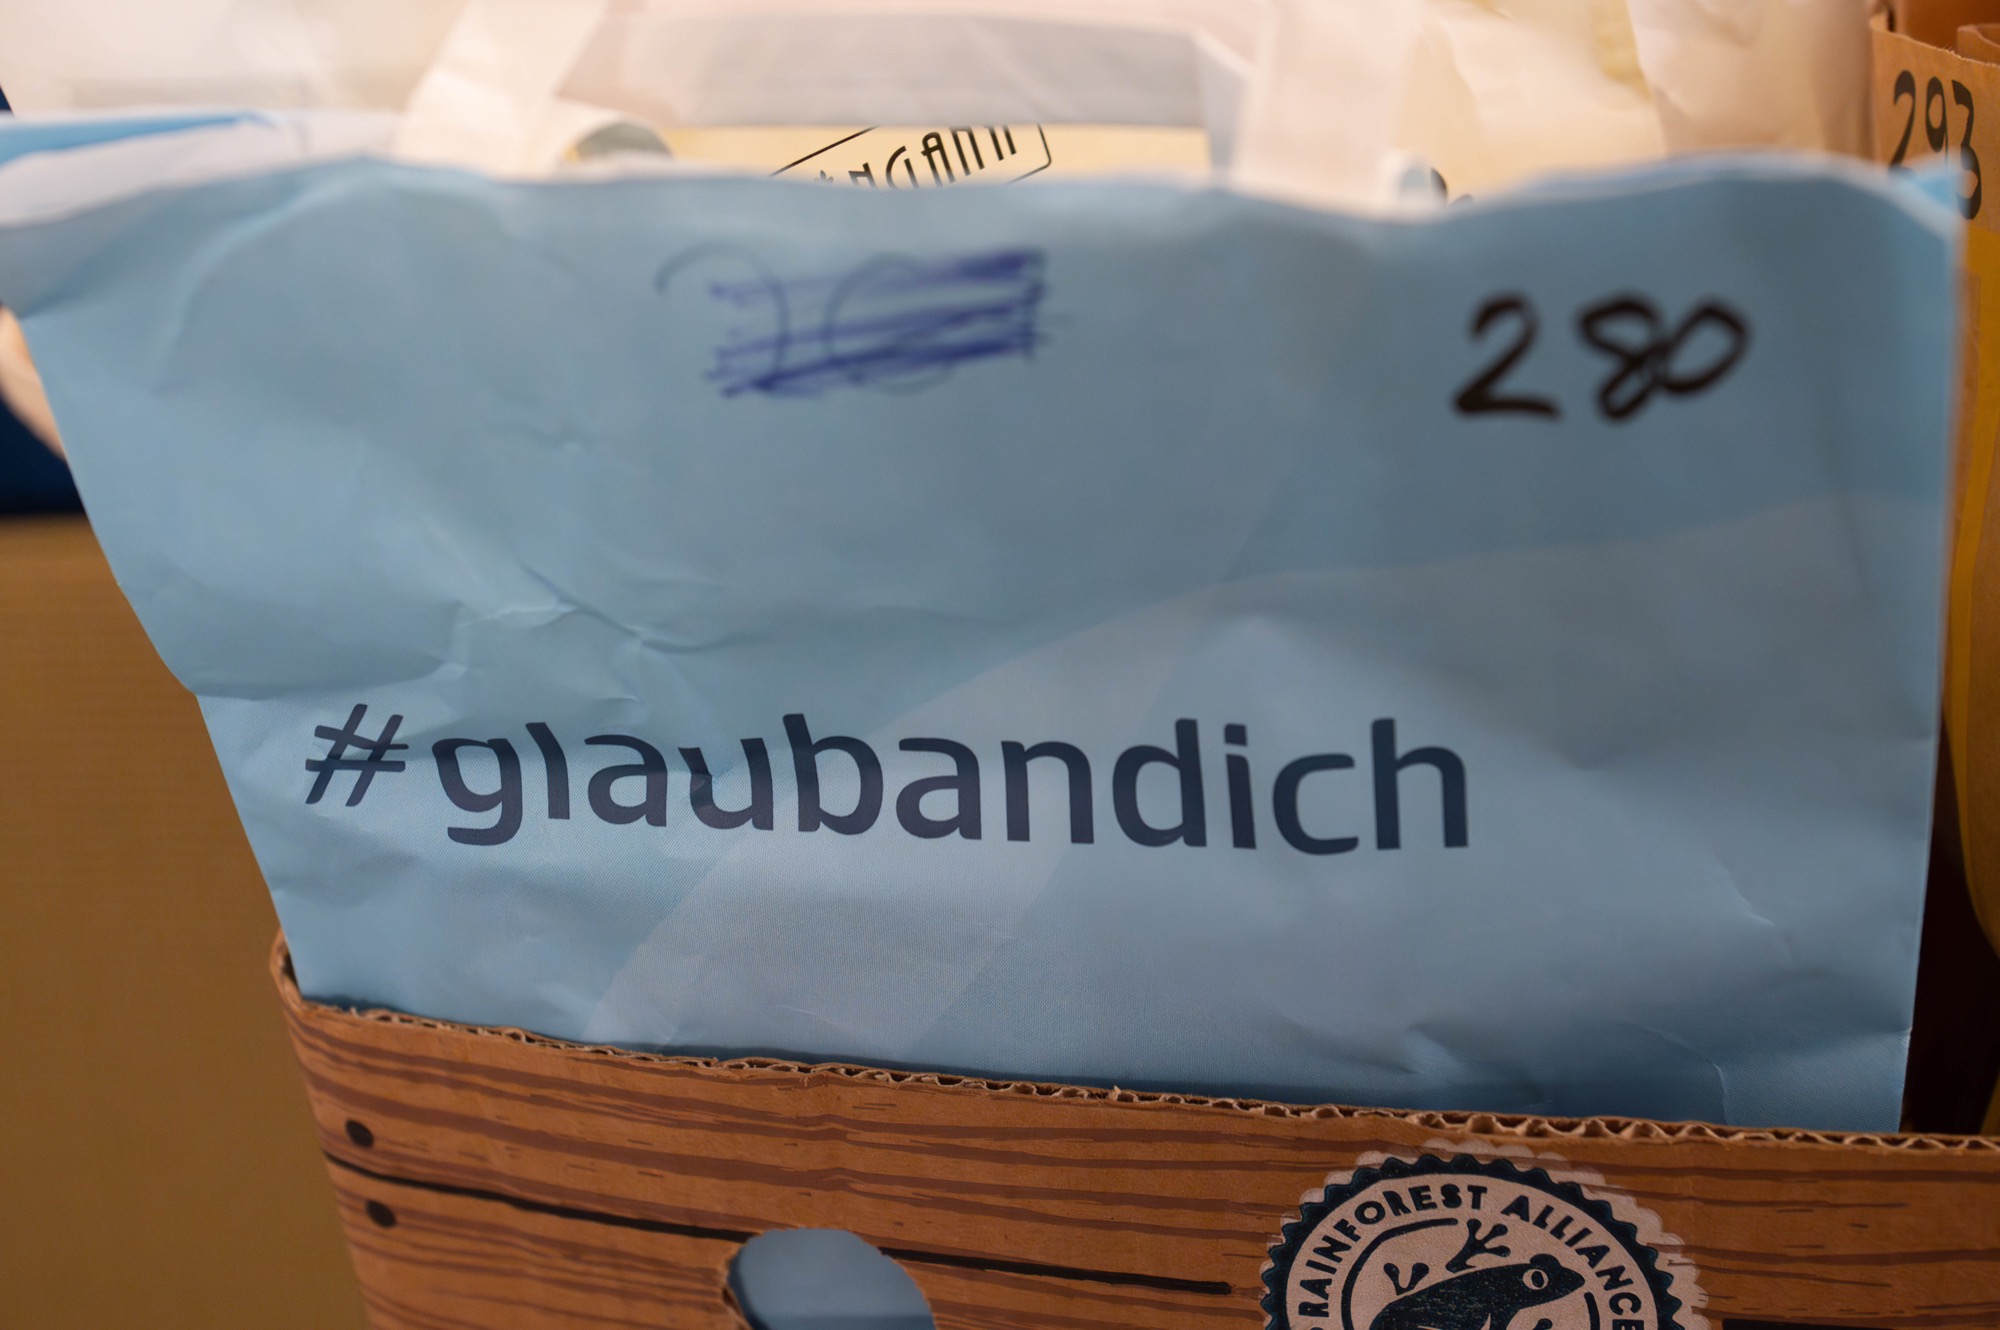 293
280
#glaubandich
RAINFOREST ALLIANCE